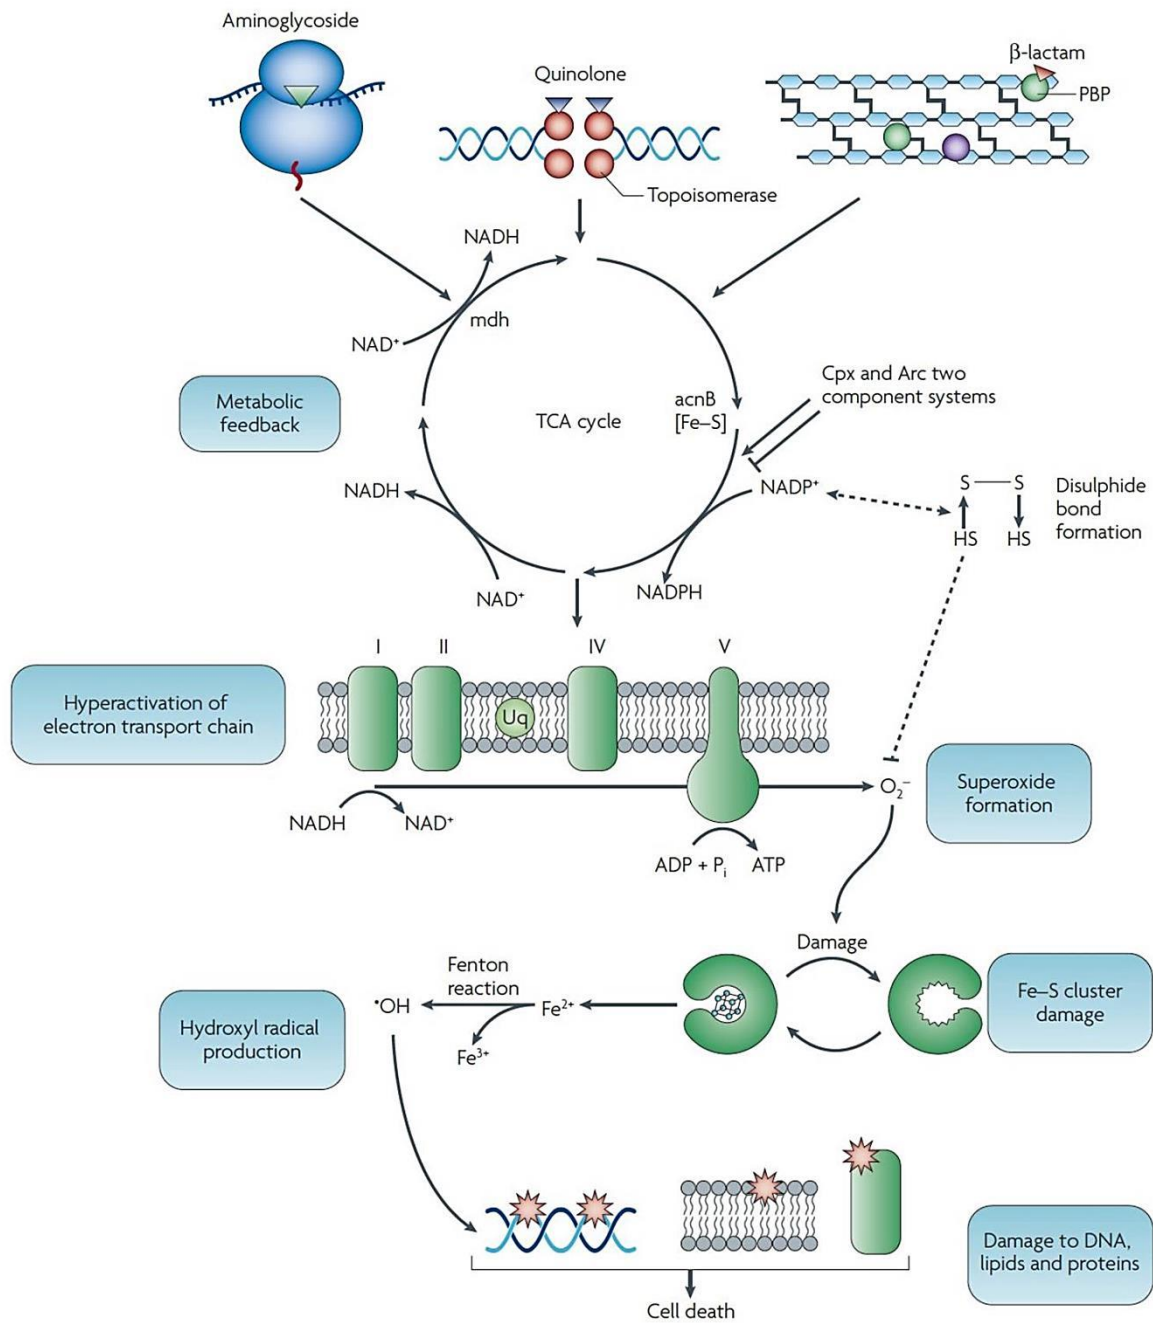 Aminoglycoside
Quinolone
β-lactam
PBP
Topoisomerase
NADH
mdh
NAD⁺
Metabolic
feedback
TCA cycle
acnB
[Fe–S]
Cpx and Arc two
component systems
NADH
NADP⁺
S S
HS HS
Disulphide
bond
formation
NAD⁺
NADPH
I II IV V
Hyperactivation of
electron transport chain
Uq
O₂⁻
Superoxide
formation
NADH NAD⁺
ADP + Pᵢ ATP
Damage
Fenton
reaction
•OH
Fe²⁺
Fe³⁺
Fe–S cluster
damage
Hydroxyl radical
production
Damage to DNA,
lipids and proteins
Cell death